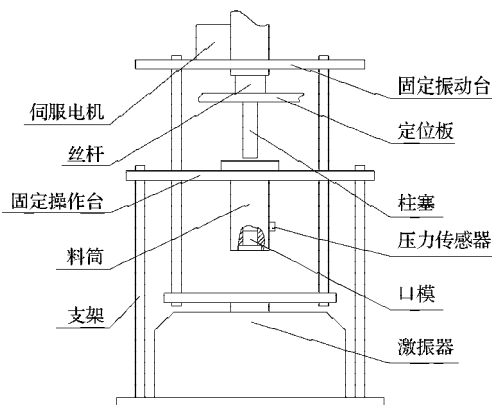 伺服电机
丝杆
固定操作台
料筒
支架
固定振动台
定位板
柱塞
压力传感器
口模
激振器